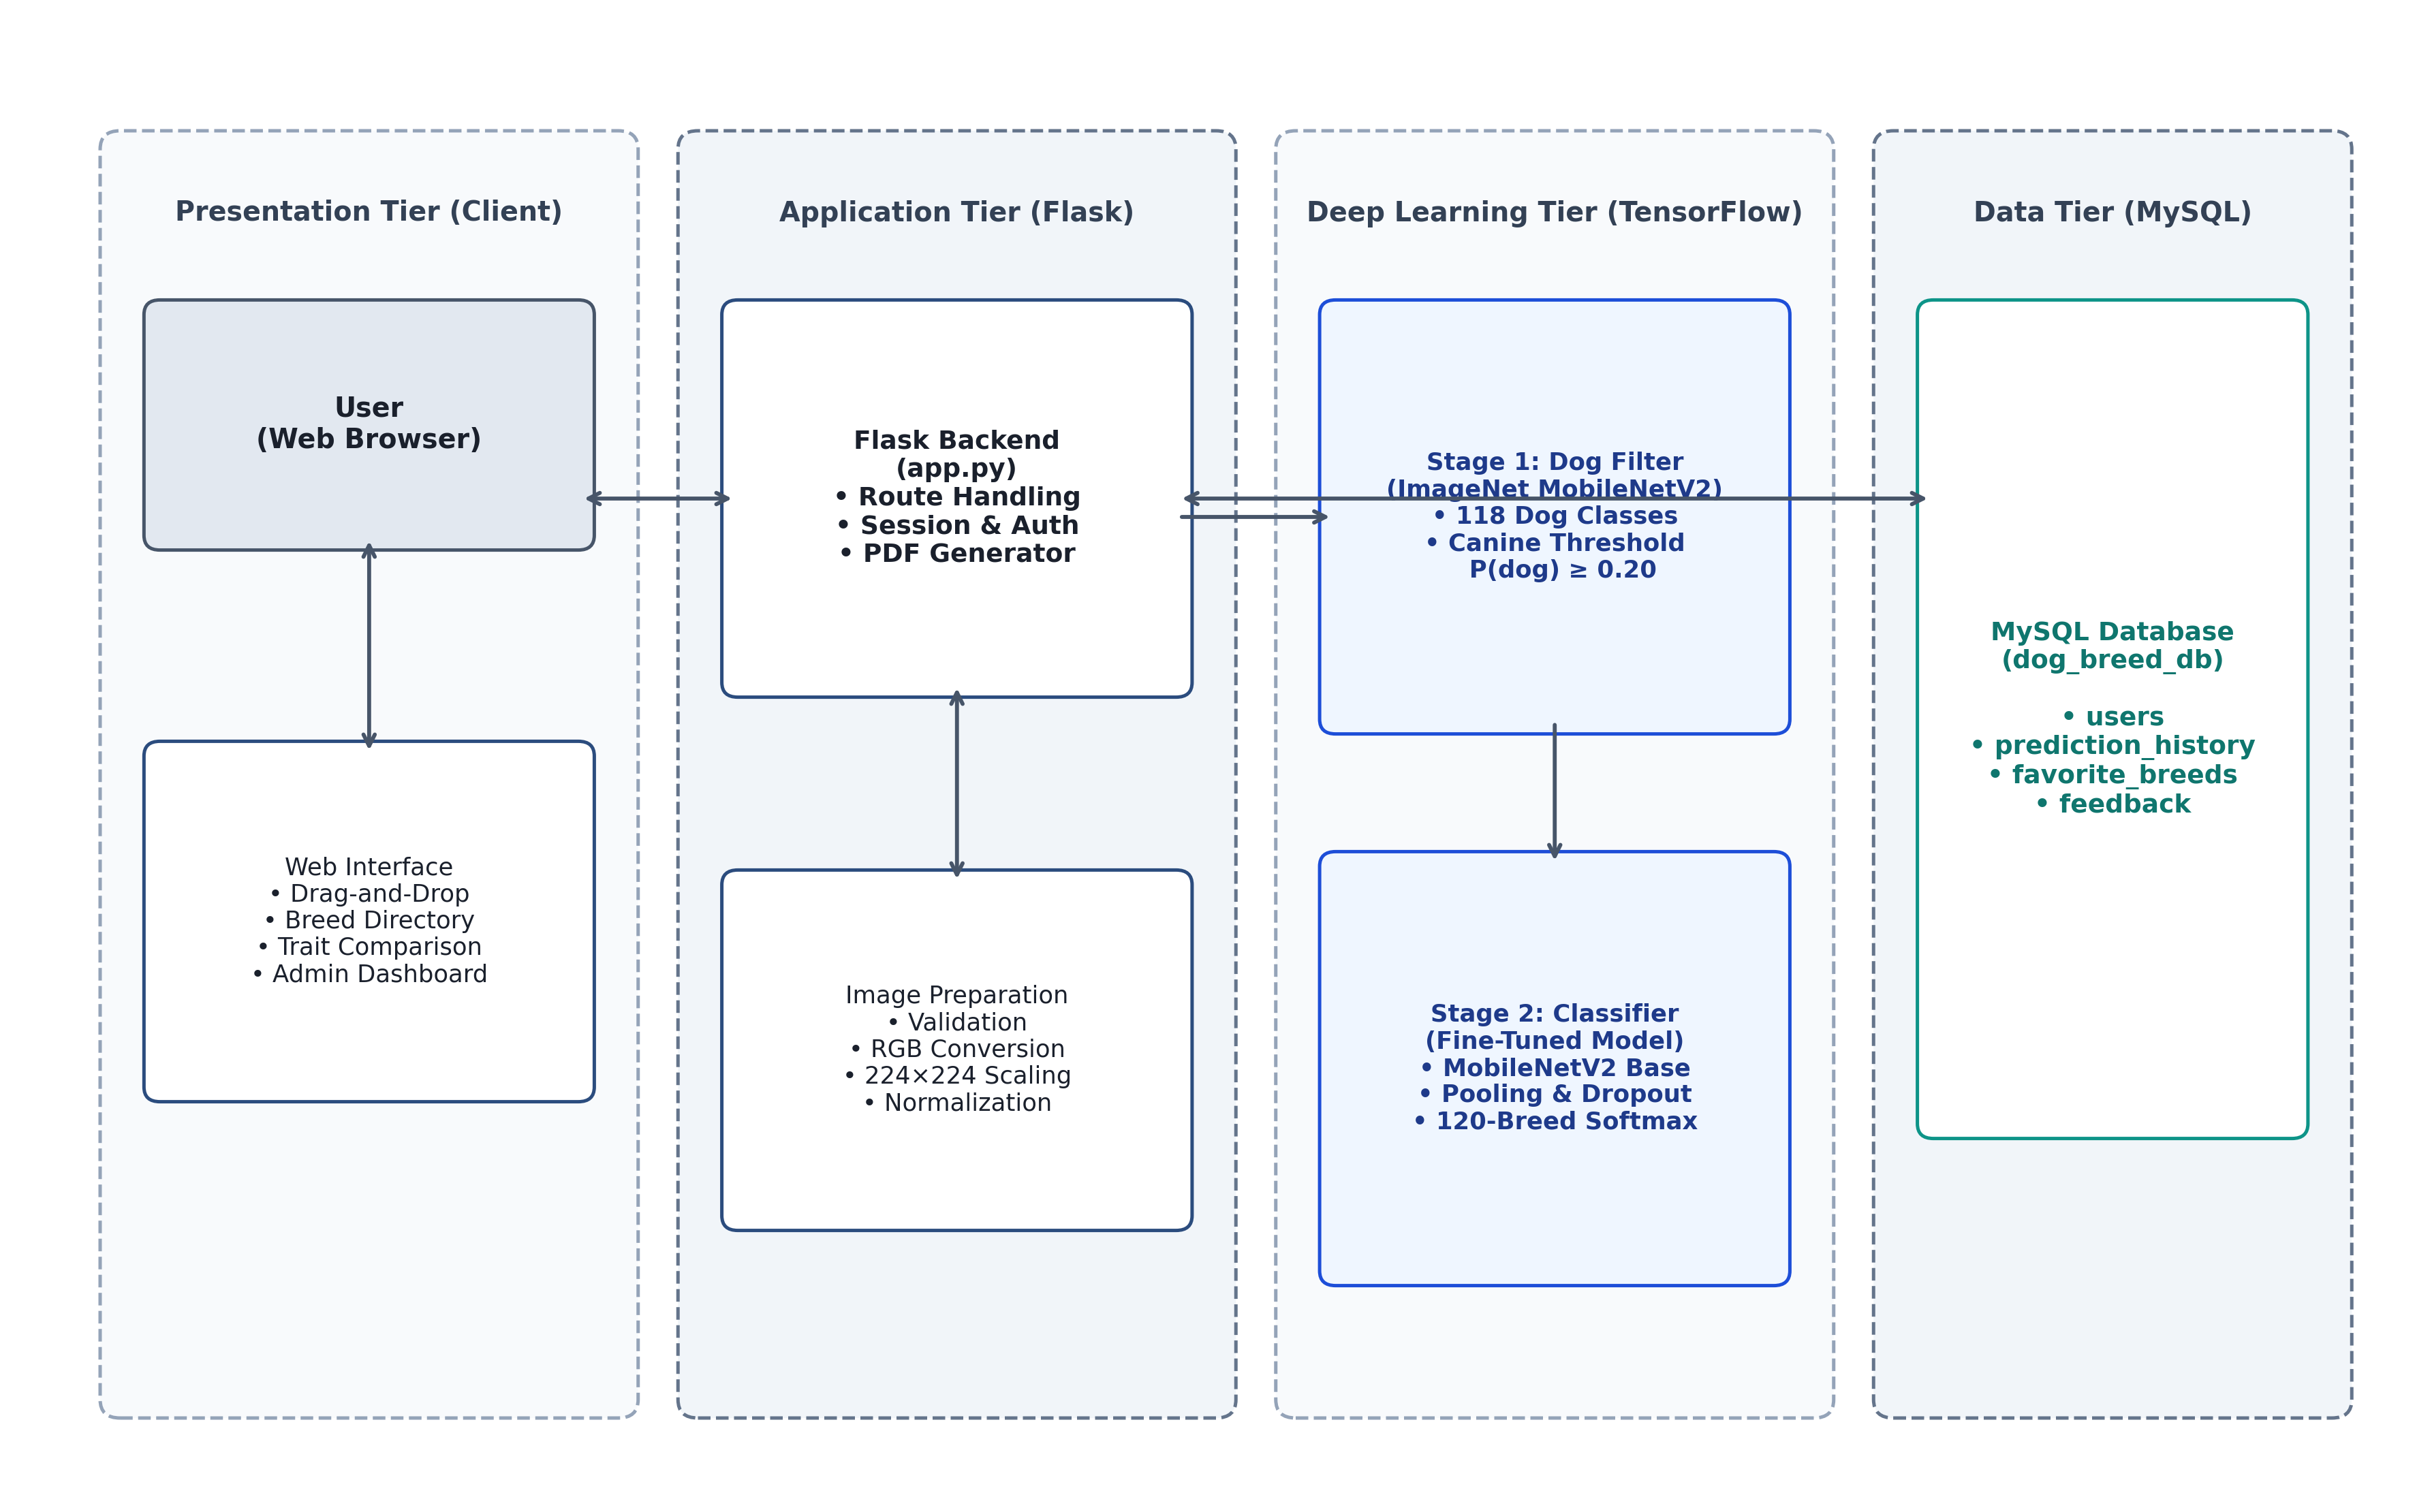 Presentation Tier (Client)
User
(Web Browser)
Web Interface
• Drag-and-Drop
• Breed Directory
• Trait Comparison
• Admin Dashboard
Application Tier (Flask)
Flask Backend
(app.py)
• Route Handling
• Session & Auth
• PDF Generator
Image Preparation
• Validation
• RGB Conversion
• 224×224 Scaling
• Normalization
Deep Learning Tier (TensorFlow)
Stage 1: Dog Filter
(ImageNet MobileNetV2)
• 118 Dog Classes
• Canine Threshold
P(dog) ≥ 0.20
Stage 2: Classifier
(Fine-Tuned Model)
• MobileNetV2 Base
• Pooling & Dropout
• 120-Breed Softmax
Data Tier (MySQL)
MySQL Database
(dog_breed_db)
• users
• prediction_history
• favorite_breeds
• feedback